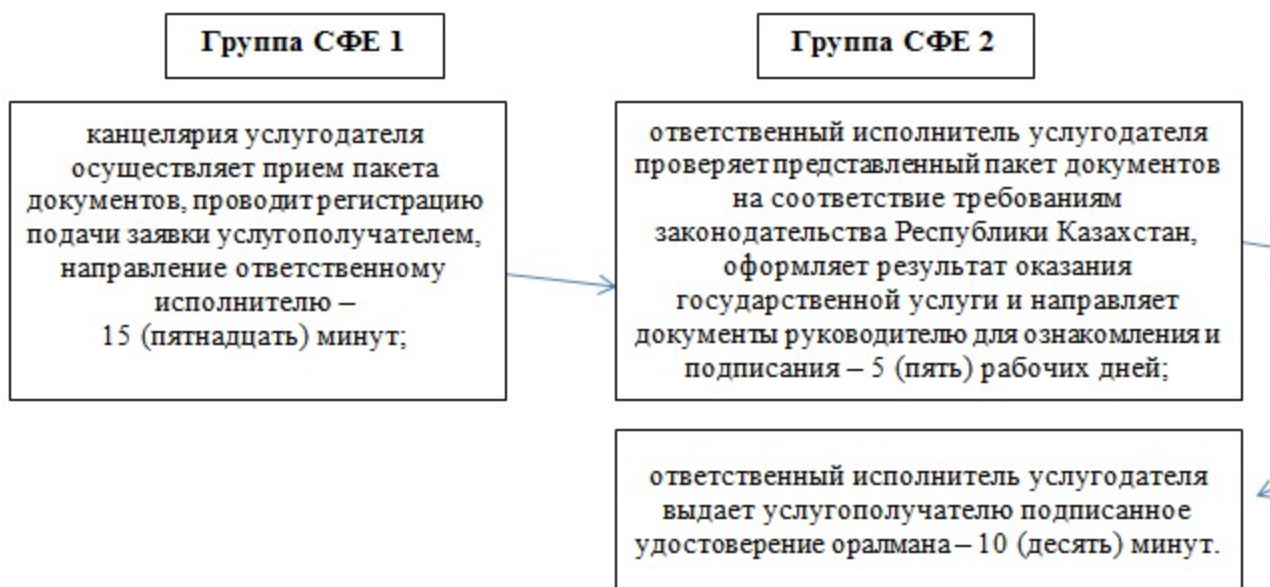 Группа СФЕ 1
Группа СФЕ 2
канцелярия услугодателя
осуществляет прием пакета
документов, проводит регистрацию
подачи заявки услугополучателем,
направление ответственному
исполнителю –
15 (пятнадцать) минут;
ответственный исполнитель услугодателя
проверяет представленный пакет документов
на соответствие требованиям
законодательства Республики Казахстан,
оформляет результат оказания
государственной услуги и направляет
документы руководителю для ознакомления и
подписания – 5 (пять) рабочих дней;
ответственный исполнитель услугодателя
выдает услугополучателю подписанное
удостоверение оралмана – 10 (десять) минут.